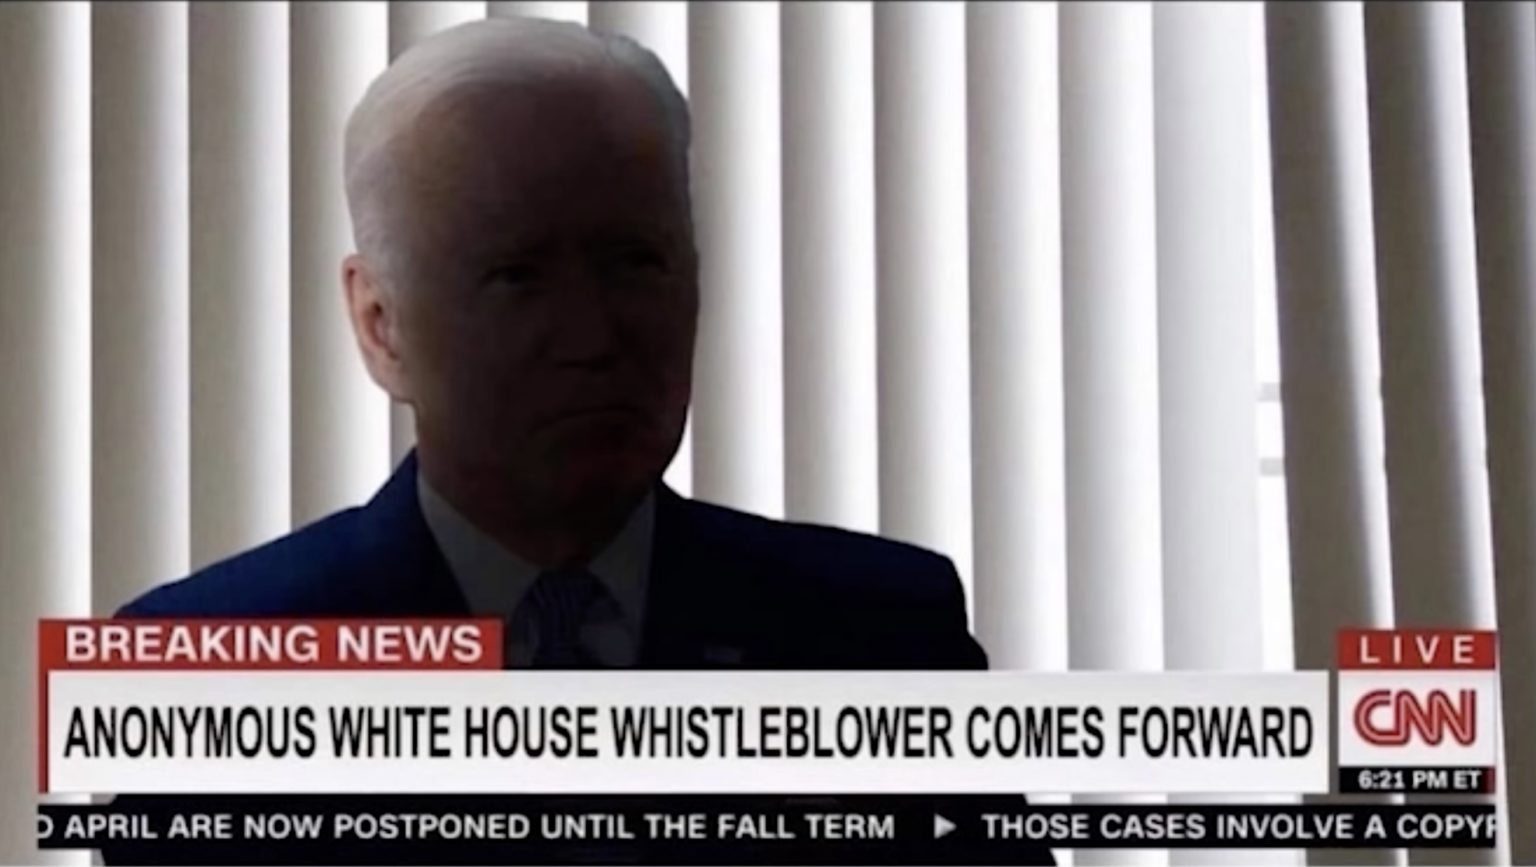 BREAKING NEWS
ANONYMOUS WHITE HOUSE WHISTLEBLOWER COMES FORWARD
LIVE
CNN
6:21 PM ET
APRIL ARE NOW POSTPONED UNTIL THE FALL TERM ▶ THOSE CASES INVOLVE A